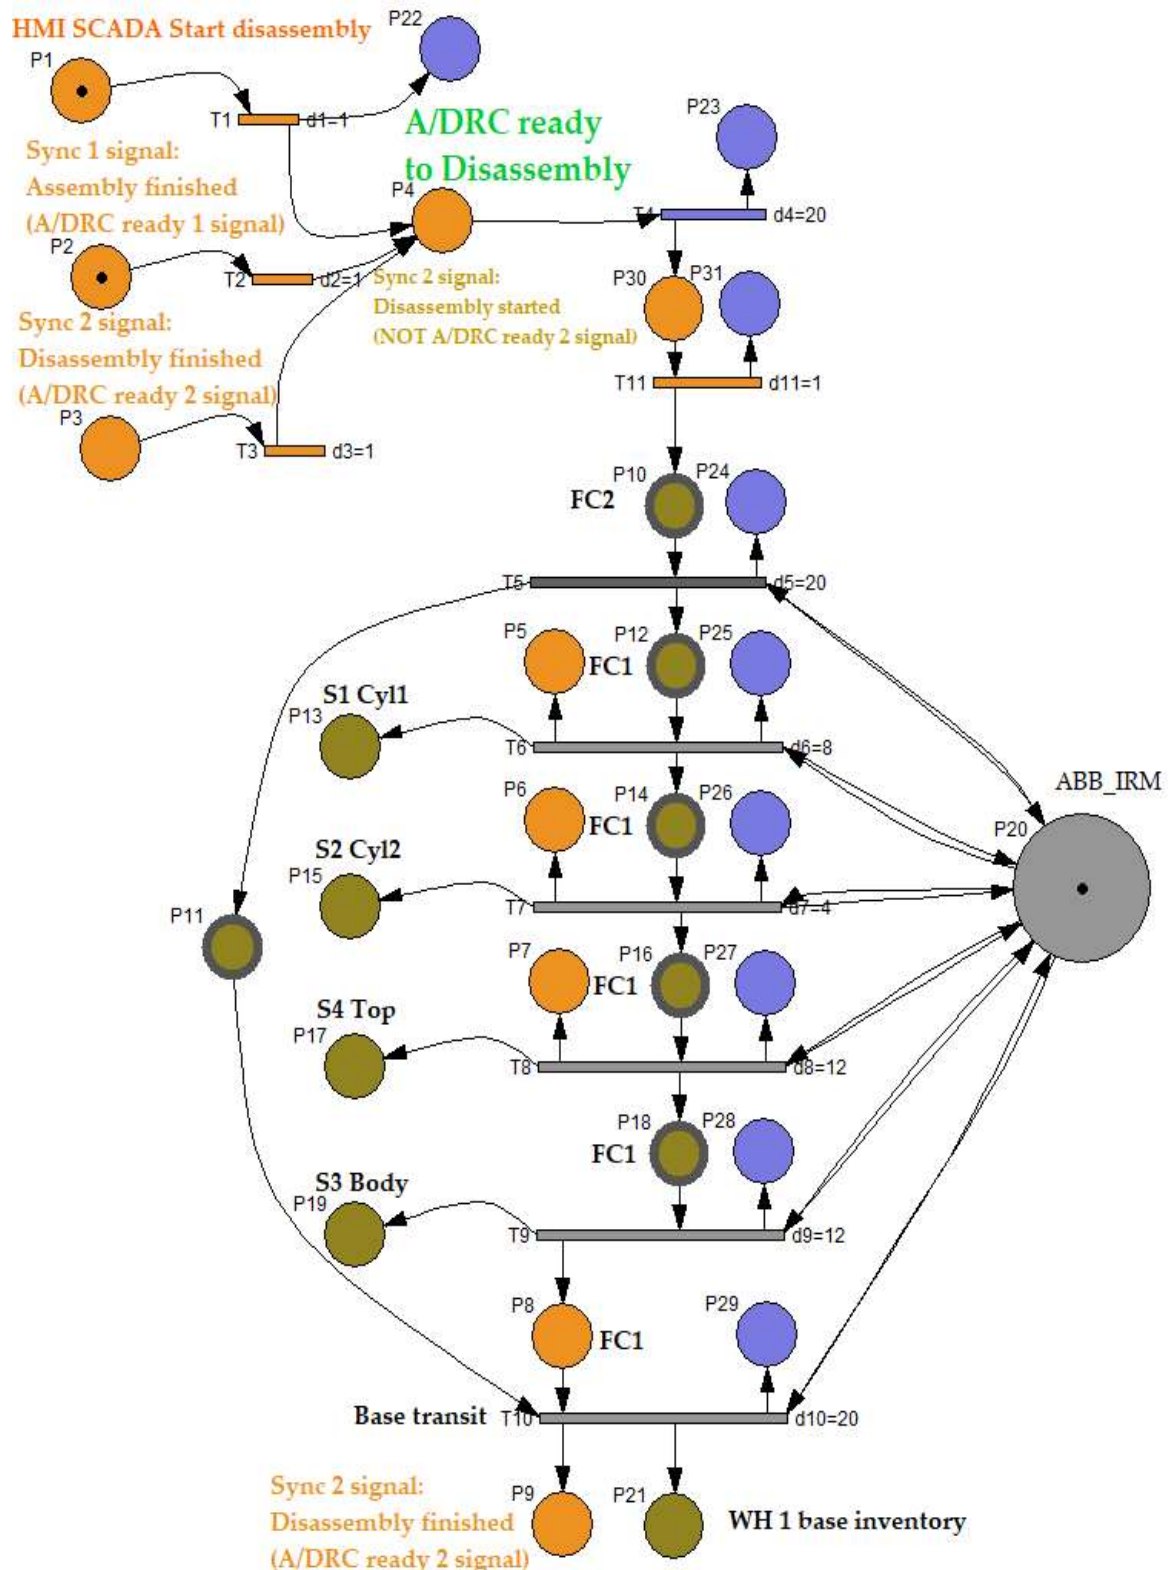 HMI SCADA Start disassembly
P22
P1
P23
T1
d1=1
A/DRC ready
to Disassembly
Sync 1 signal:
Assembly finished
(A/DRC ready 1 signal)
P4
T4
d4=20
P2
T2
d2=1
Sync 2 signal:
Disassembly started
(NOT A/DRC ready 2 signal)
P30
P31
Sync 2 signal:
Disassembly finished
(A/DRC ready 2 signal)
T11
d11=1
P3
T3
d3=1
P10
P24
FC2
T5
d5=20
P5
P12
P25
FC1
S1 Cyl1
P13
T6
d6=8
ABB_IRM
P6
P14
P26
FC1
P20
S2 Cyl2
P15
T7
d7=4
P11
P7
P16
P27
FC1
S4 Top
P17
T8
d8=12
P18
P28
FC1
S3 Body
P19
T9
d9=12
P8
P29
FC1
Base transit
T10
d10=20
Sync 2 signal:
Disassembly finished
(A/DRC ready 2 signal)
P9
P21
WH 1 base inventory